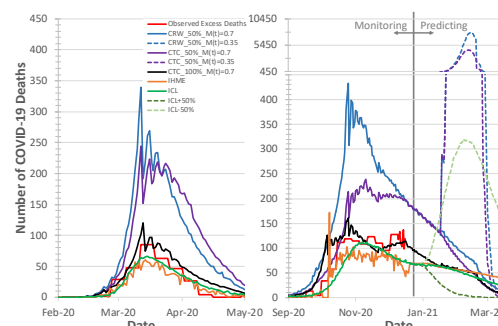 Number of COVID-19 Deaths
450
400
350
300
250
200
150
100
50
0
Feb-20 Mar-20 Apr-20 May-20
Date
Observed Excess Deaths
CRW_50%_M(t)=0.7
CRW_50%_M(t)=0.35
CTC_50%_M(t)=0.7
CTC_50%_M(t)=0.35
CTC_100%_M(t)=0.7
IHME
ICL
ICL+50%
ICL-50%
Monitoring Predicting
10450
5450
450
400
350
300
250
200
150
100
50
0
Sep-20 Nov-20 Jan-21
Date